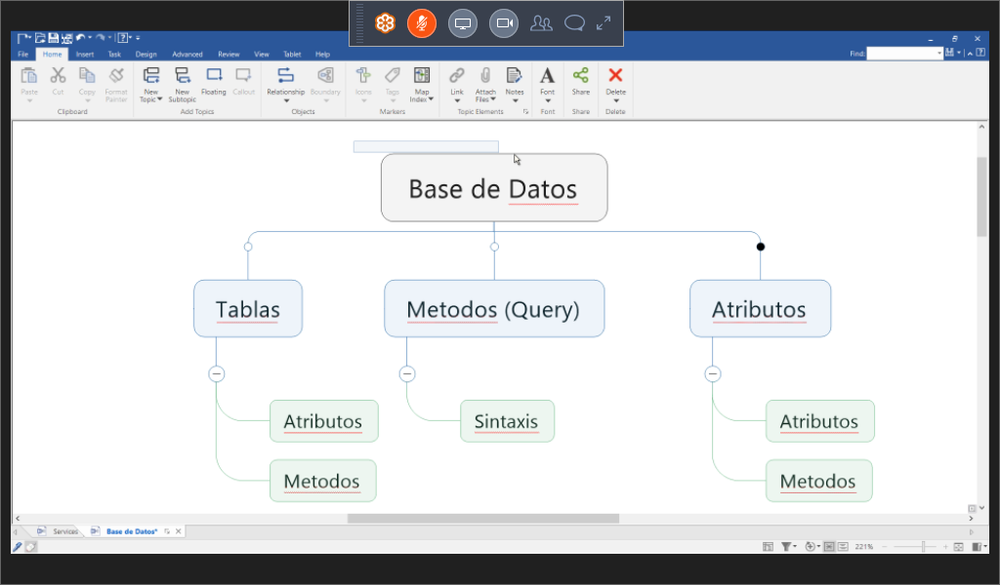 File Home Insert Task Design Advanced Review View Tablet Help Find:
Paste Cut Copy Format Painter New Topic New Subtopic Floating Callout Relationship Boundary Icons Tags Map Index Link Attach Files Notes Font Share Delete
Clipboard Add Topics Objects Markers Topic Elements Font Share Delete
Base de Datos
Tablas Metodos (Query) Atributos
Atributos Sintaxis Atributos
Metodos Metodos
Services Base de Datos*
221%